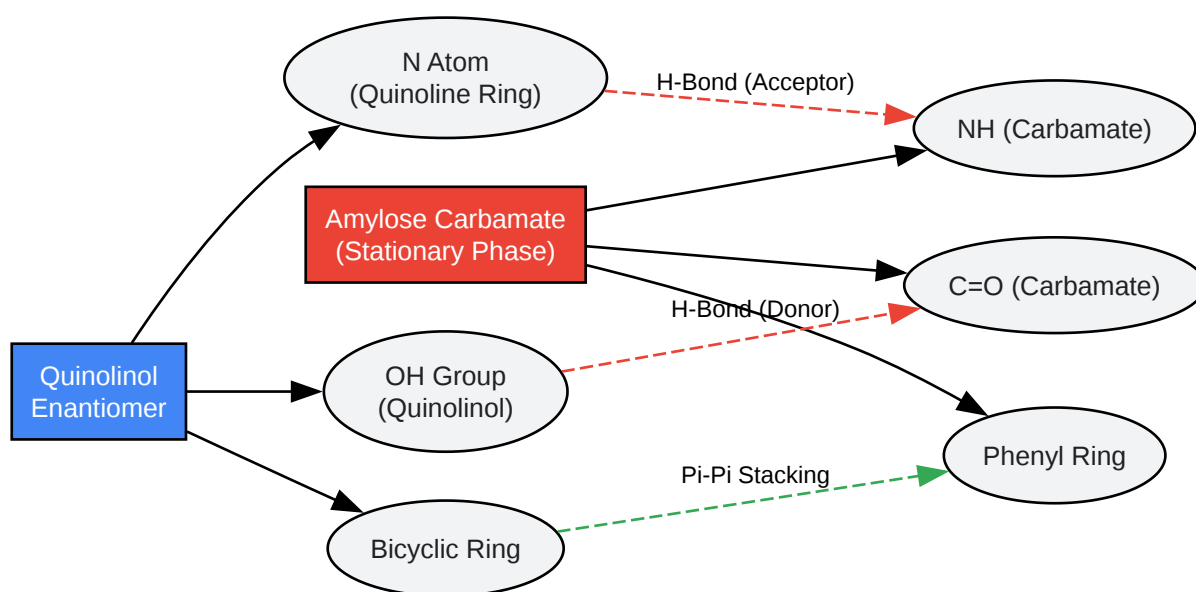 N Atom
(Quinoline Ring)
H-Bond (Acceptor)
NH (Carbamate)
Amylose Carbamate
(Stationary Phase)
C=O (Carbamate)
H-Bond (Donor)
Quinolinol
Enantiomer
OH Group
(Quinolinol)
Phenyl Ring
Pi-Pi Stacking
Bicyclic Ring